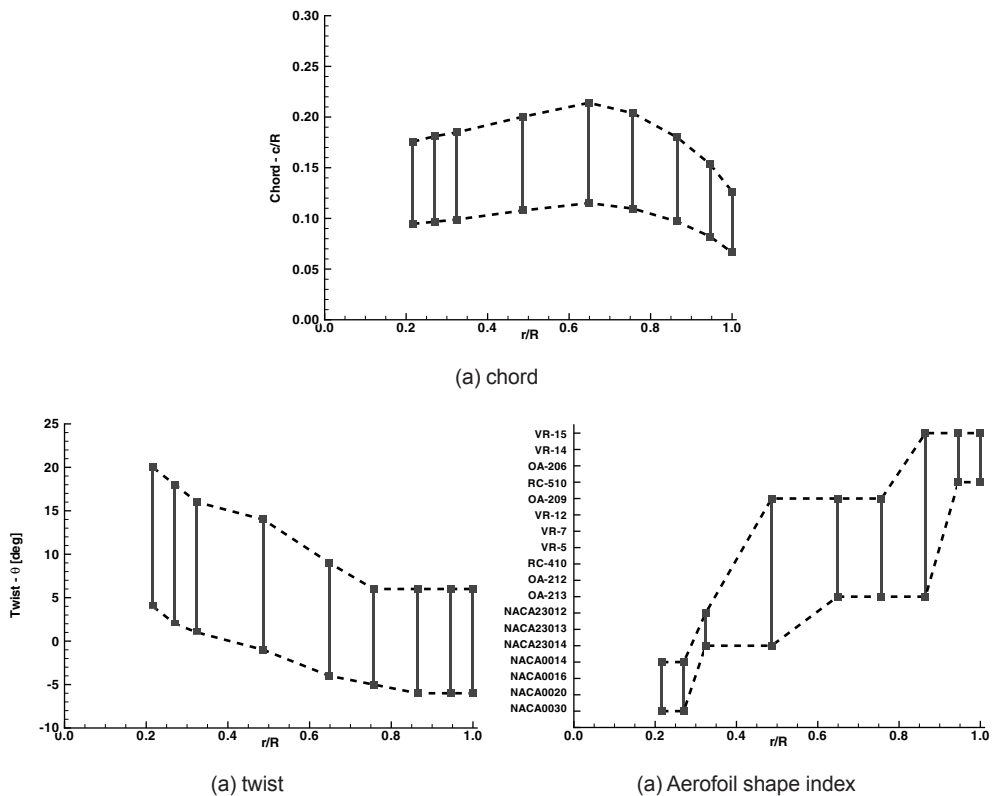 0.30
0.25
0.20
0.15
0.10
0.05
0.00
Chord - c/R
0.0 0.2 0.4 0.6 0.8 1.0
r/R
(a) chord
25
20
15
10
5
0
-5
-10
Twist - θ [deg]
0.0 0.2 0.4 0.6 0.8 1.0
r/R
(a) twist
VR-15
VR-14
OA-206
RC-510
OA-209
VR-12
VR-7
VR-5
RC-410
OA-212
OA-213
NACA23012
NACA23013
NACA23014
NACA0014
NACA0016
NACA0020
NACA0030
0.0 0.2 0.4 0.6 0.8 1.0
r/R
(a) Aerofoil shape index